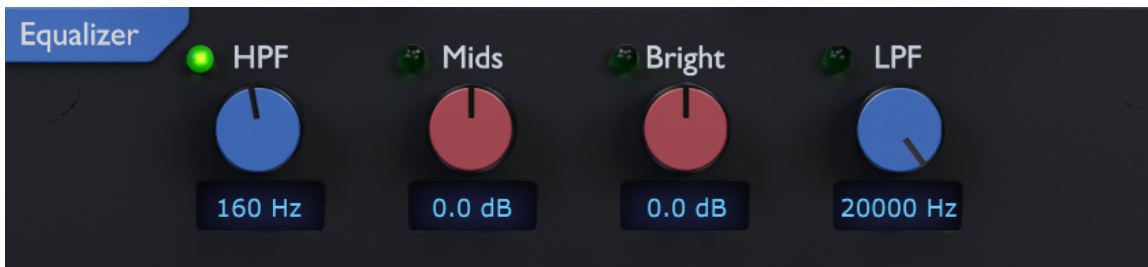 Equalizer
HPF
Mids
Bright
LPF
160 Hz
0.0 dB
0.0 dB
20000 Hz